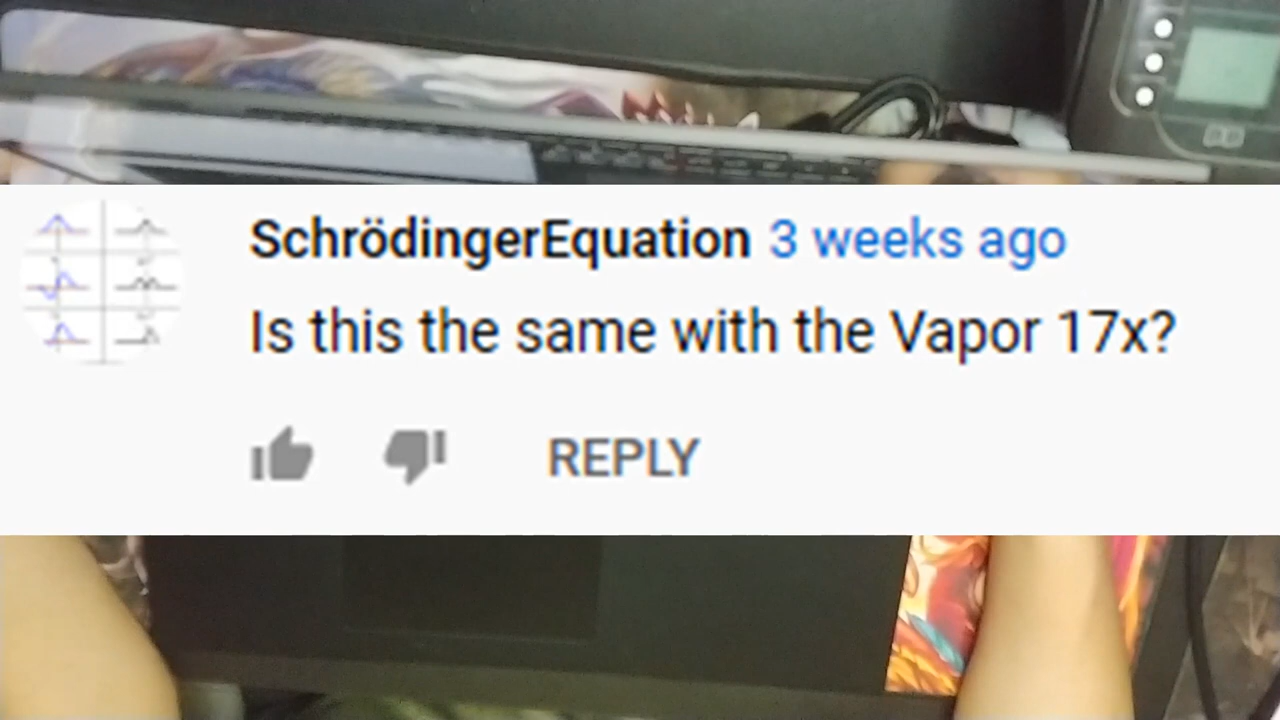 SchrödingerEquation 3 weeks ago
Is this the same with the Vapor 17x?
REPLY